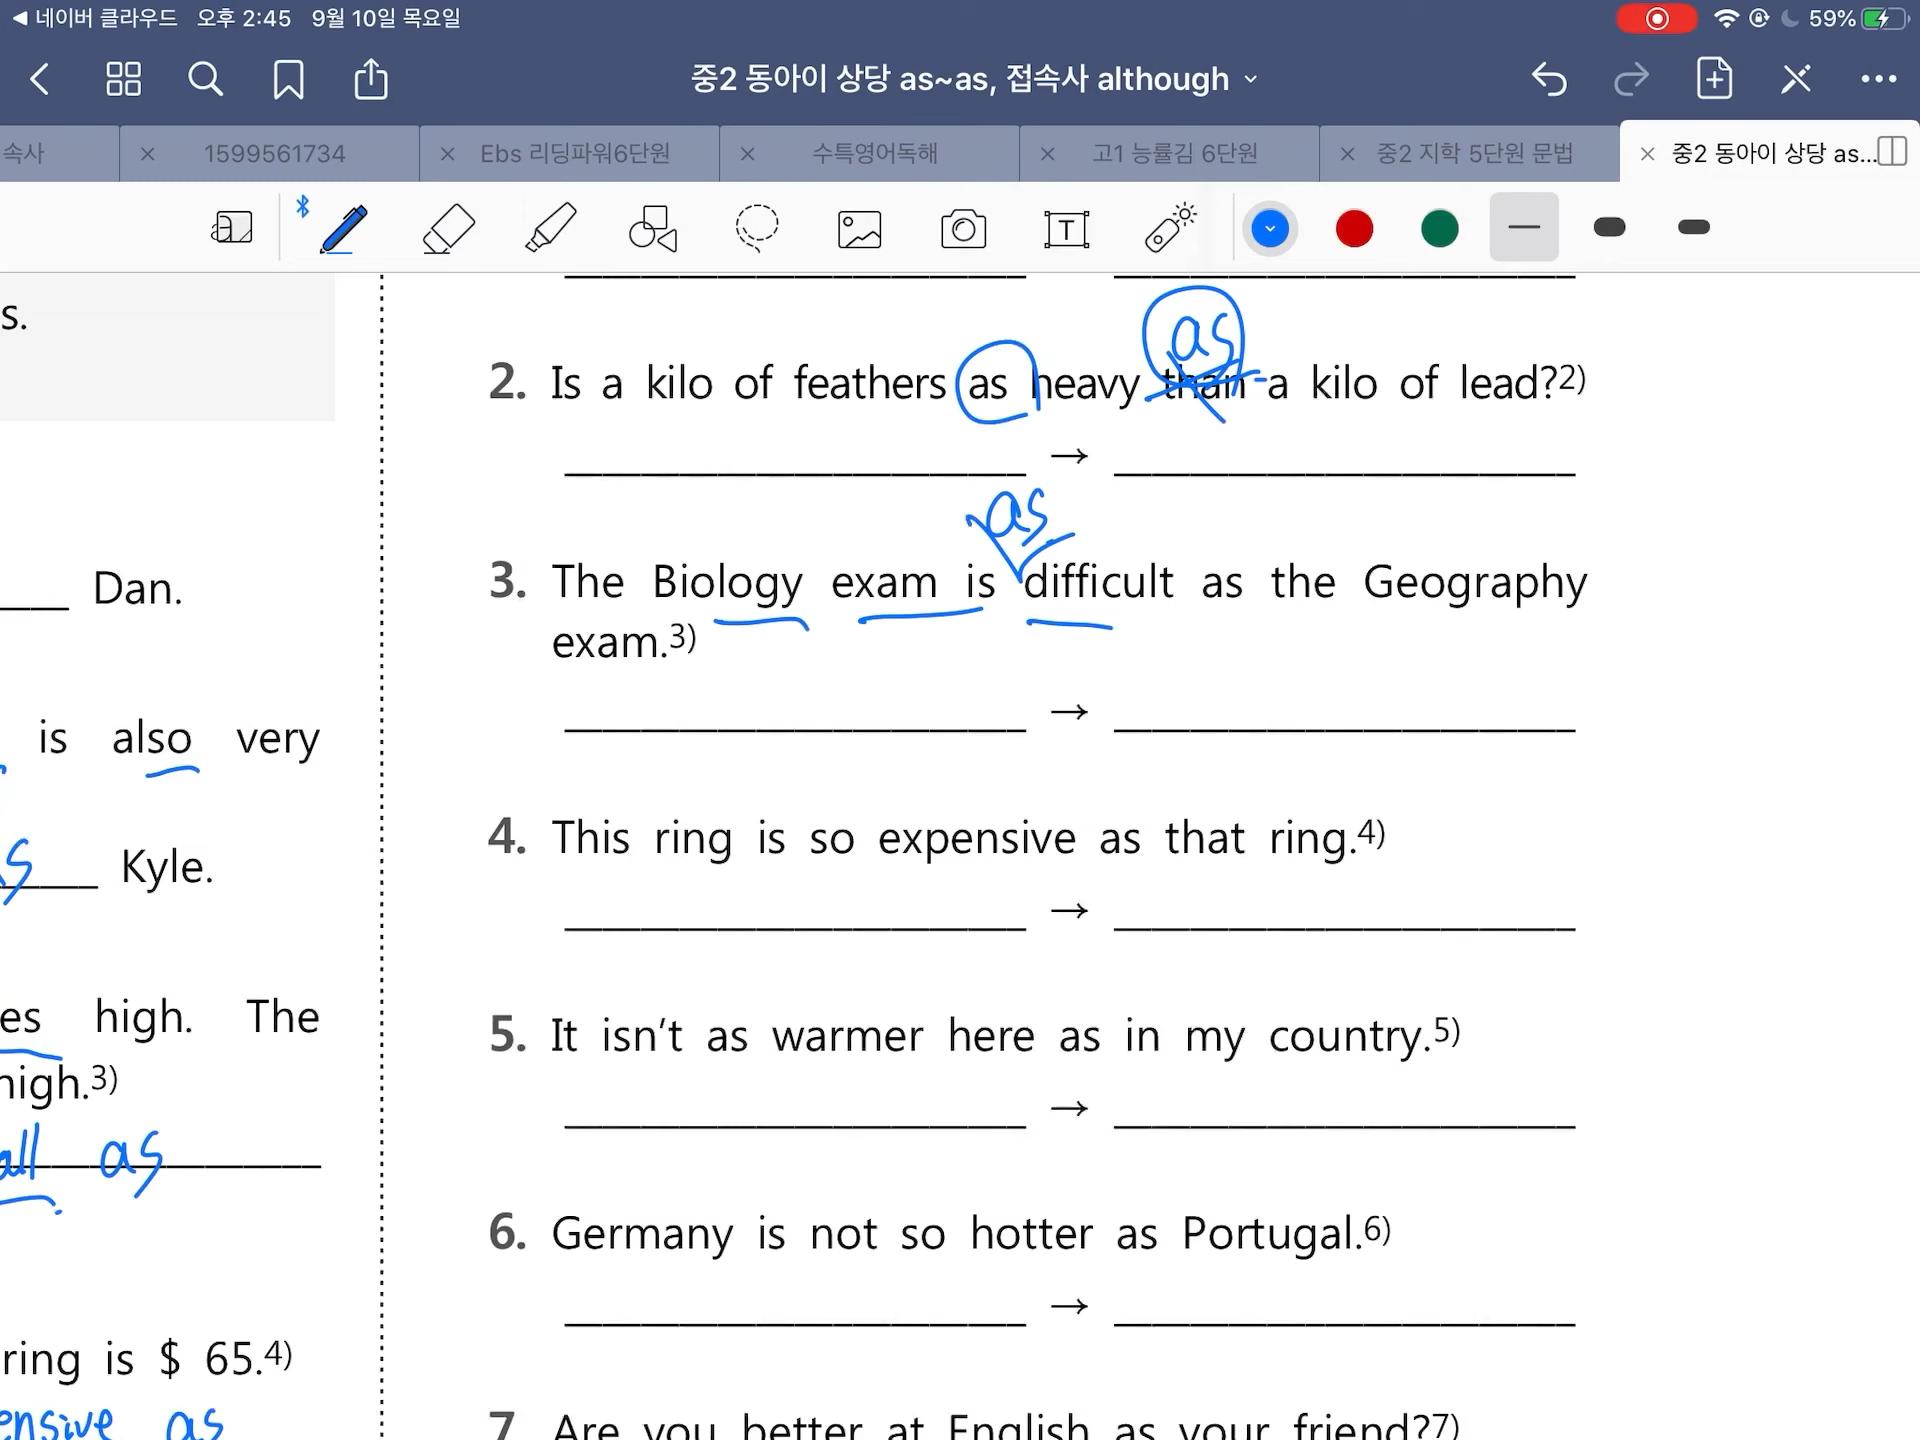 ◀ 네이버 클라우드 오후 2:45 9월 10일 목요일
59%
중2 동아이 상당 as~as, 접속사 although
속사
1599561734
Ebs 리딩파워6단원
수특영어독해
고1 능률김 6단원
중2 지학 5단원 문법
중2 동아이 상당 as...
s.
Dan.
is also very
as Kyle.
es high. The
high.3)
all as
ring is $ 65.4)
ensive as
as
2. Is a kilo of feathers as heavy than a kilo of lead?2)
→
as
3. The Biology exam is difficult as the Geography
exam.3)
→
4. This ring is so expensive as that ring.4)
→
5. It isn't as warmer here as in my country.5)
→
6. Germany is not so hotter as Portugal.6)
→
7. Are you better at English as your friend?7)